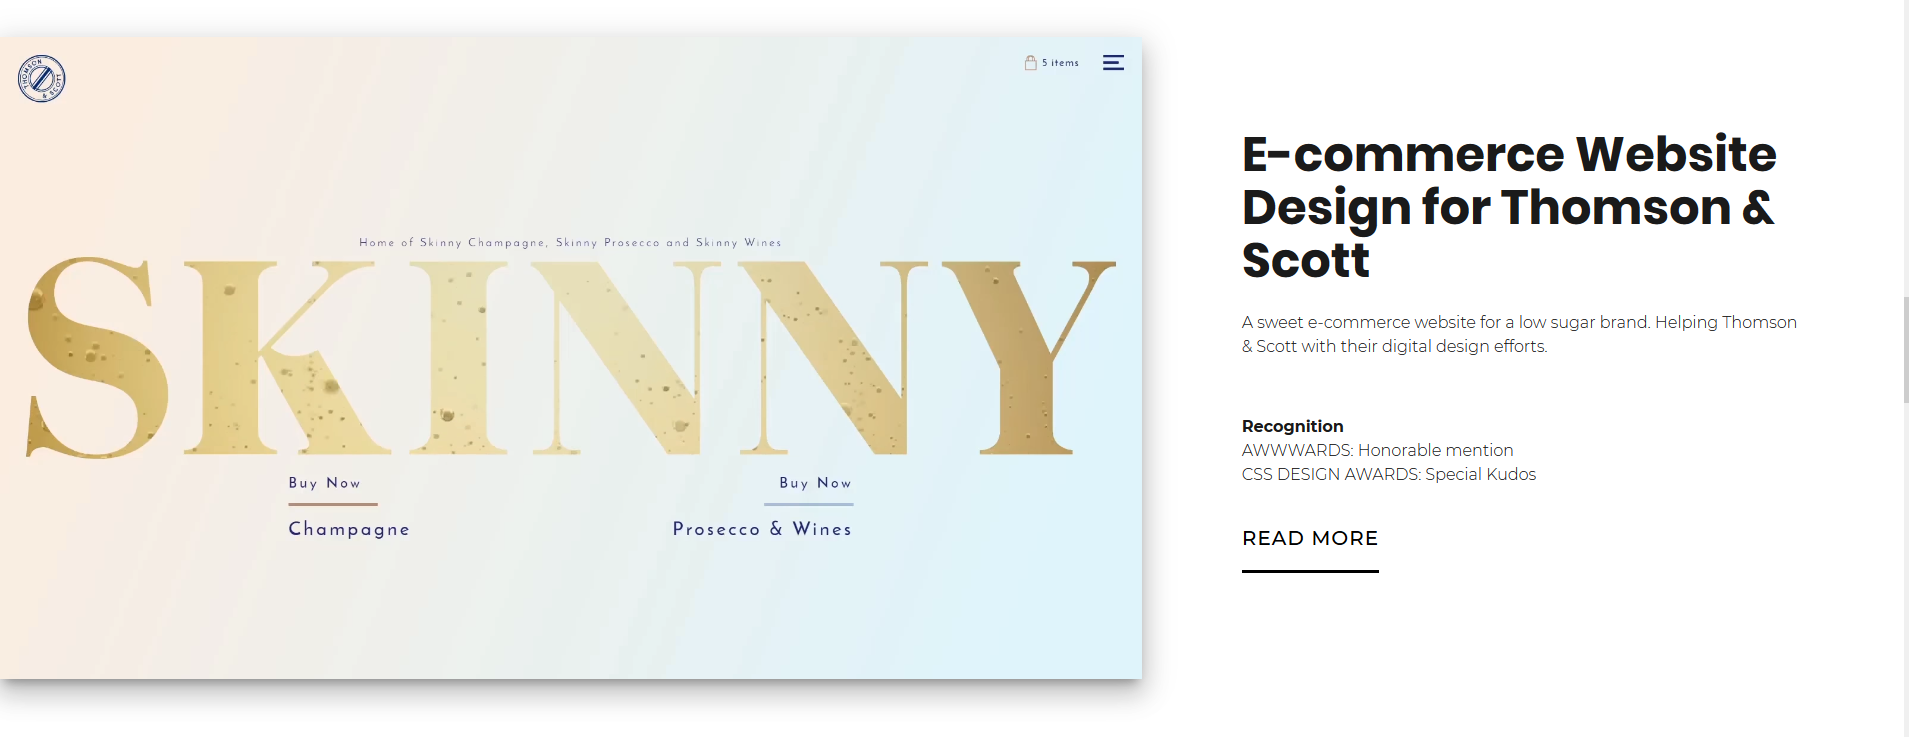 THOMSON & SCOTT
5 items
Home of Skinny Champagne, Skinny Prosecco and Skinny Wines
SKINNY
Buy Now
Champagne
Buy Now
Prosecco & Wines
E-commerce Website
Design for Thomson &
Scott
A sweet e-commerce website for a low sugar brand. Helping Thomson
& Scott with their digital design efforts.
Recognition
AWWWARDS: Honorable mention
CSS DESIGN AWARDS: Special Kudos
READ MORE